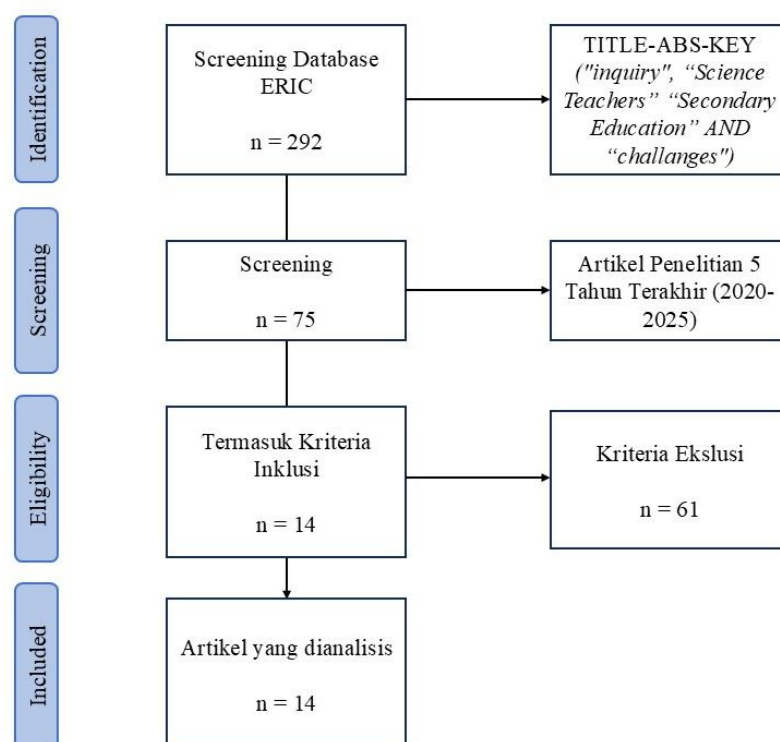 Identification
Screening Database
ERIC
n = 292
TITLE-ABS-KEY
("inquiry", “Science
Teachers” “Secondary
Education” AND
“challanges")
Screening
Screening
n = 75
Artikel Penelitian 5
Tahun Terakhir (2020-
2025)
Eligibility
Termasuk Kriteria
Inklusi
n = 14
Kriteria Ekslusi
n = 61
Included
Artikel yang dianalisis
n = 14